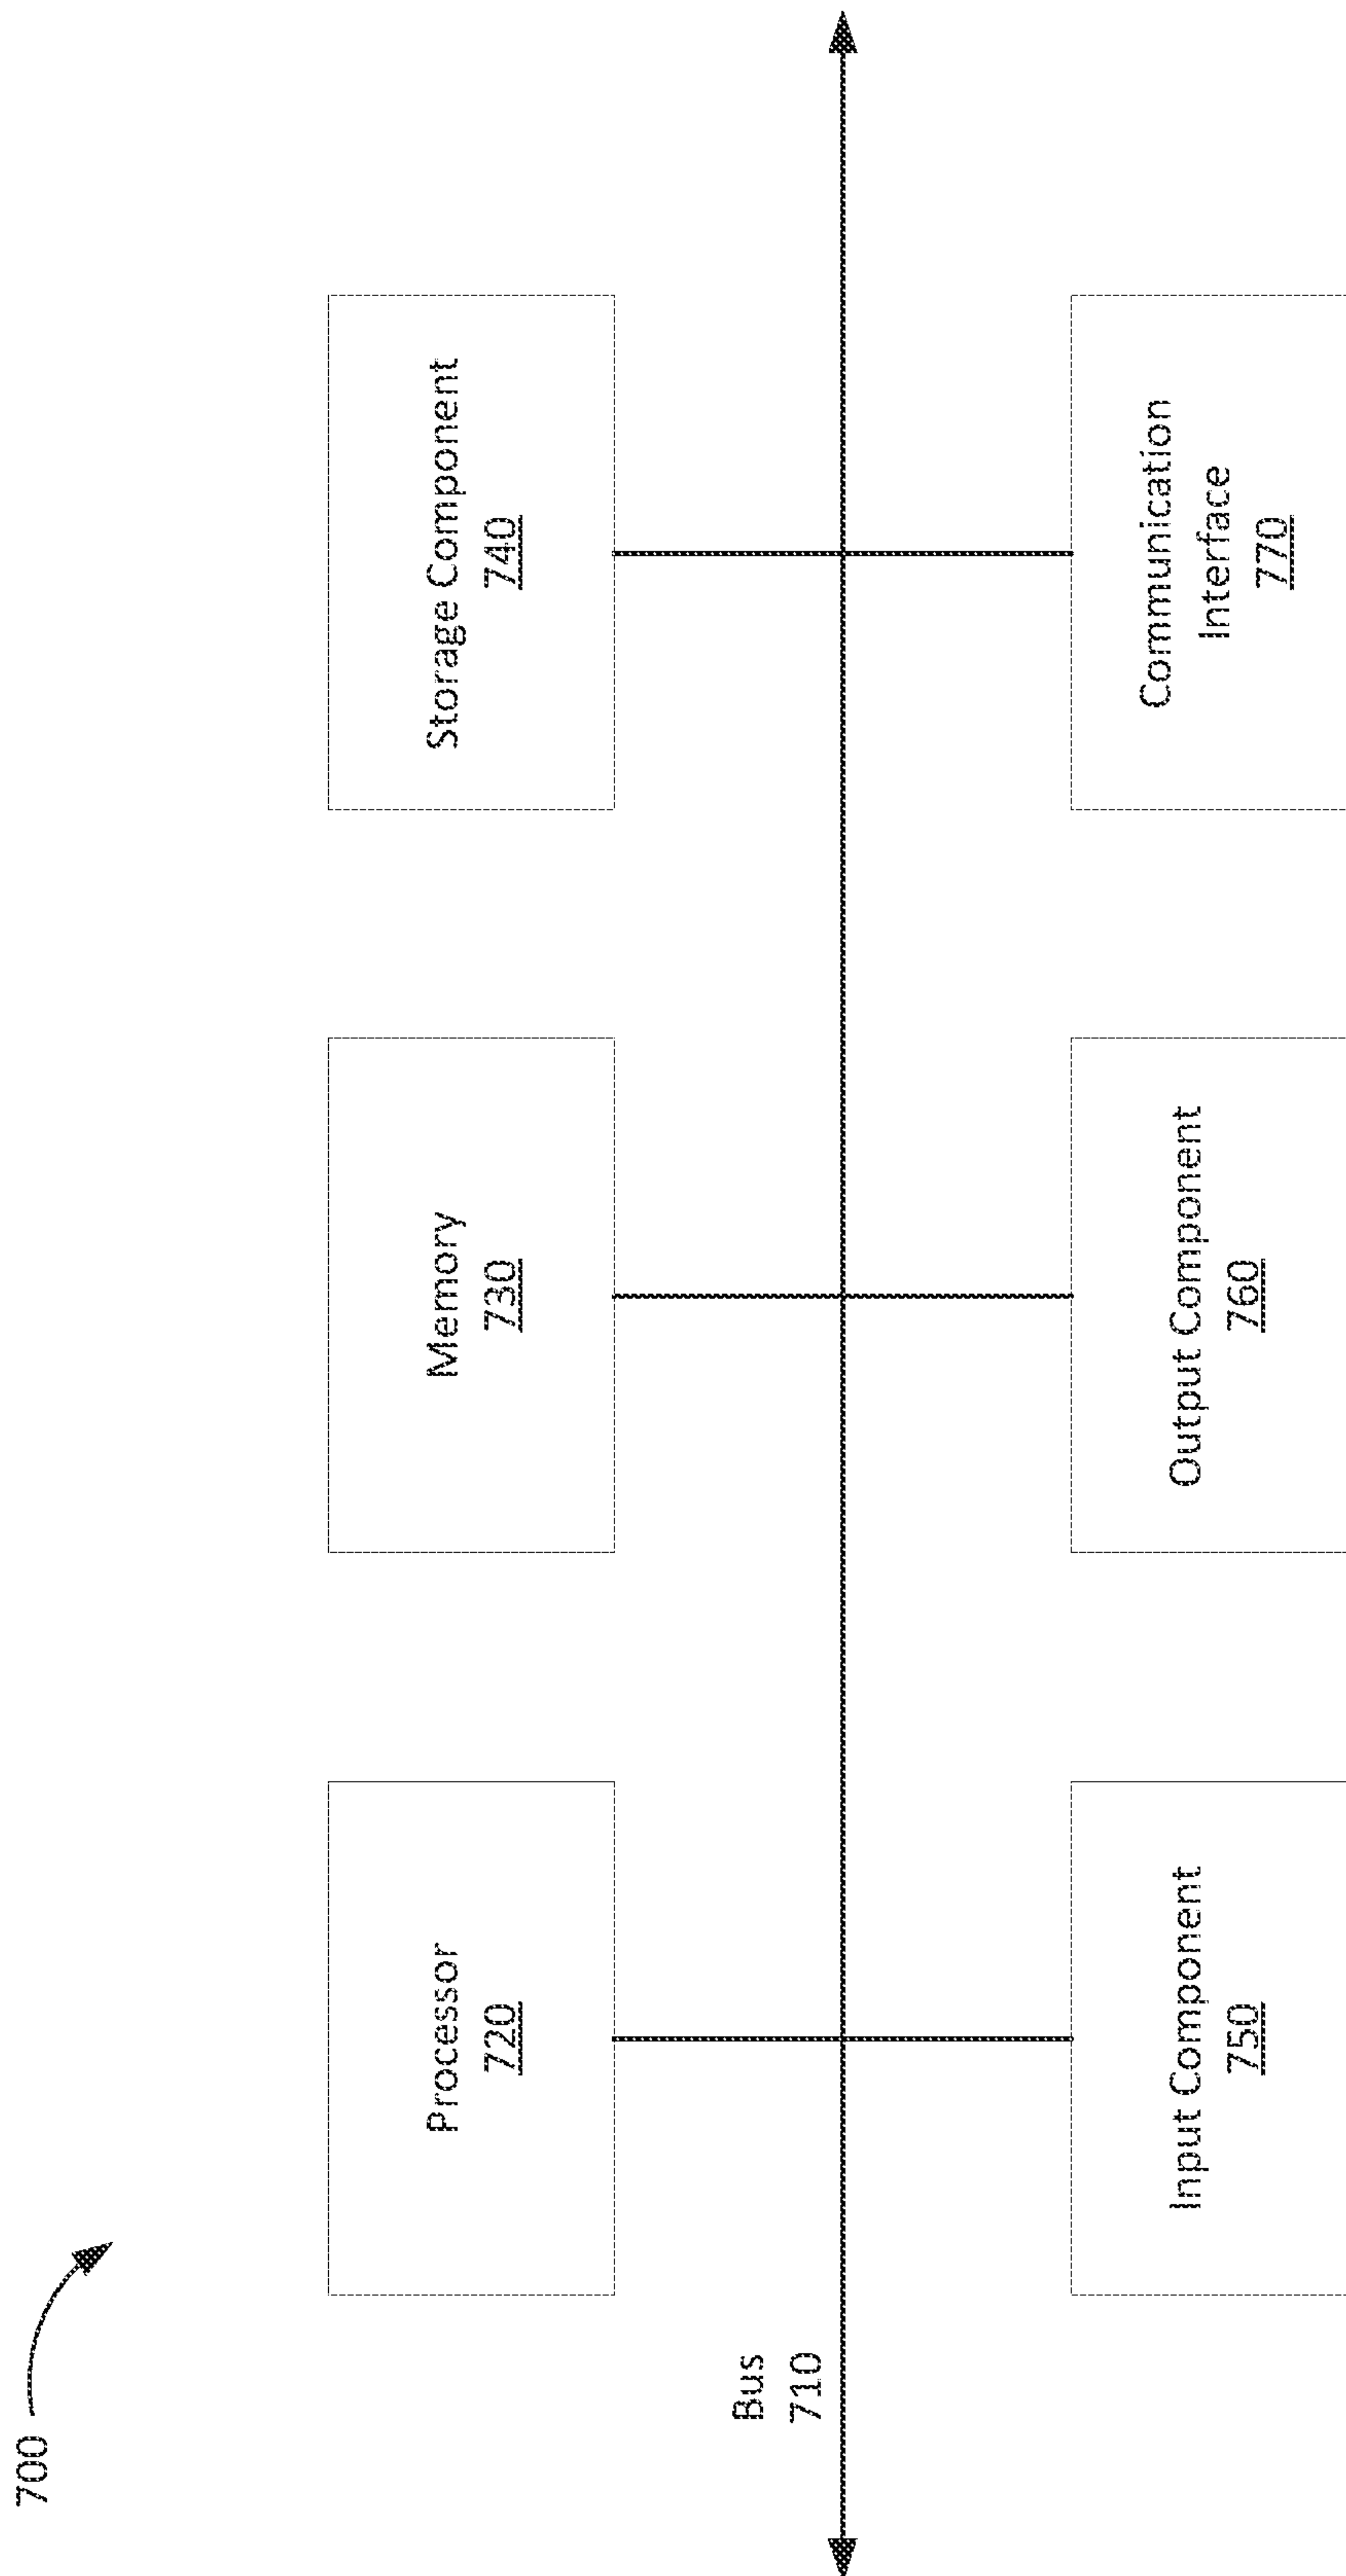 700
Processor
720
Memory
730
Storage Component
740
Bus
710
Input Component
750
Output Component
760
Communication
Interface
770